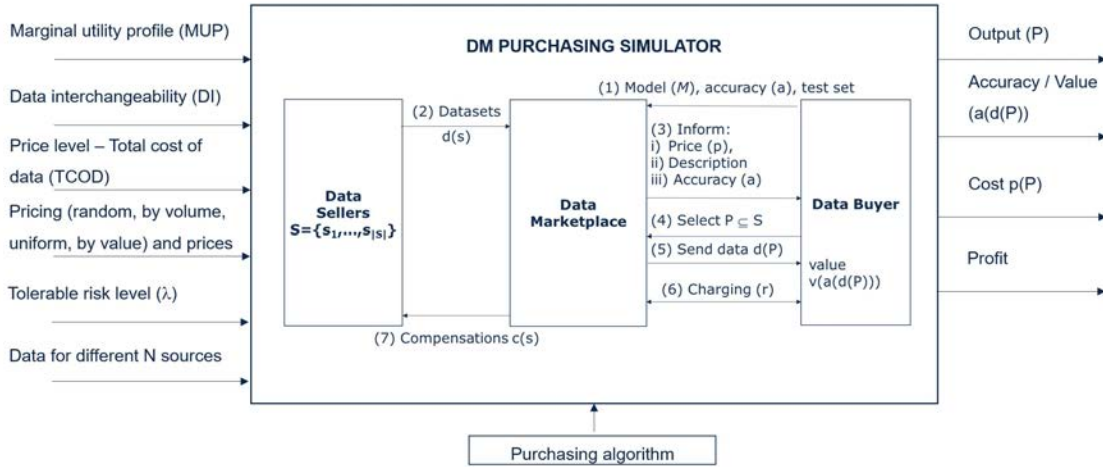 Marginal utility profile (MUP)
Data interchangeability (DI)
Price level – Total cost of
data (TCOD)
Pricing (random, by volume,
uniform, by value) and prices
Tolerable risk level (λ)
Data for different N sources
DM PURCHASING SIMULATOR
(1) Model (M), accuracy (a), test set
(2) Datasets
d(s)
(3) Inform:
i) Price (p),
ii) Description
iii) Accuracy (a)
Data
Sellers
S={s₁,...,s|s|}
Data
Marketplace
Data Buyer
(4) Select P ⊆ S
(5) Send data d(P)
value
v(a(d(P)))
(6) Charging (r)
(7) Compensations c(s)
Output (P)
Accuracy / Value
(a(d(P))
Cost p(P)
Profit
Purchasing algorithm